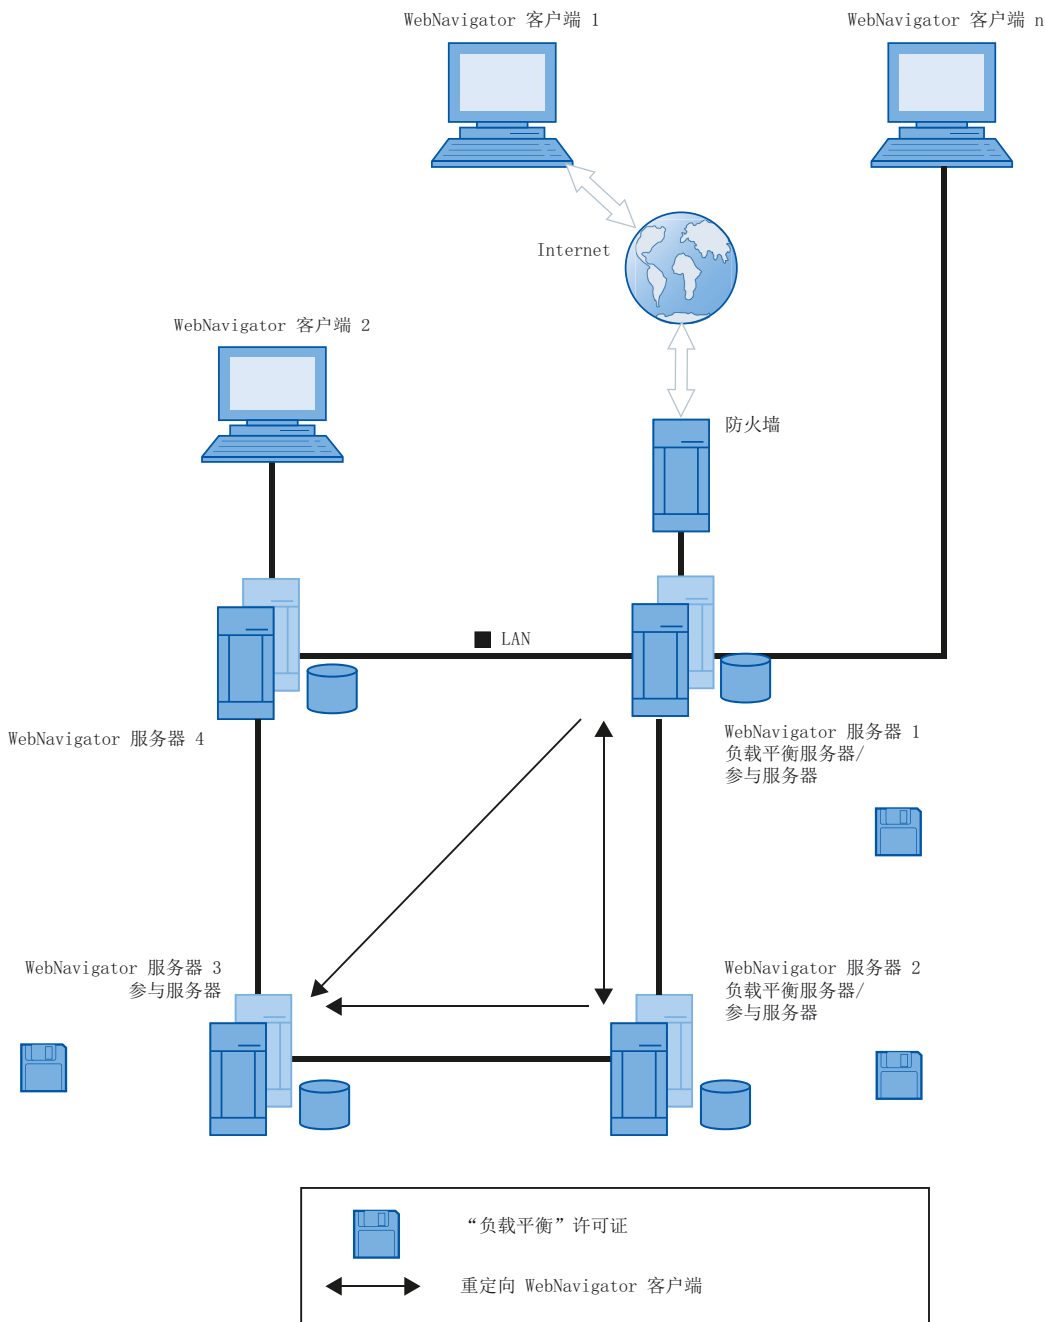 WebNavigator 客户端 1
WebNavigator 客户端 n
Internet
WebNavigator 客户端 2
防火墙
LAN
WebNavigator 服务器 4
WebNavigator 服务器 1
负载平衡服务器/
参与服务器
WebNavigator 服务器 3
参与服务器
WebNavigator 服务器 2
负载平衡服务器/
参与服务器
“负载平衡”许可证
重定向 WebNavigator 客户端